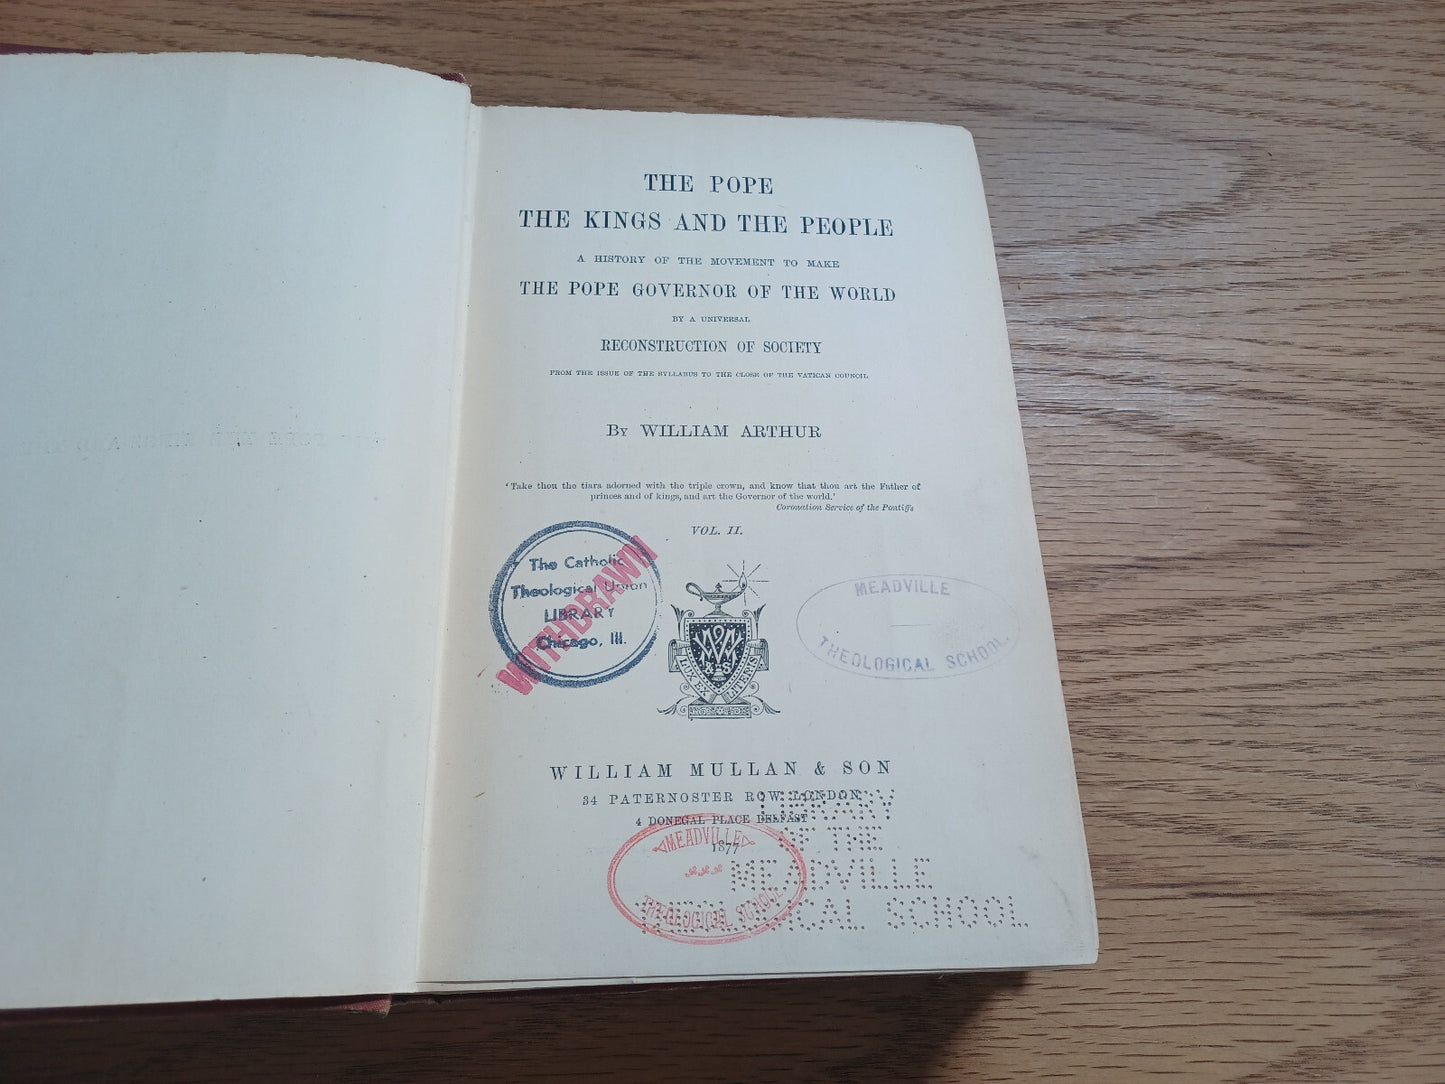 THE POPE
THE KINGS AND THE PEOPLE
A HISTORY OF THE MOVEMENT TO MAKE
THE POPE GOVERNOR OF THE WORLD
BY A UNIVERSAL
RECONSTRUCTION OF SOCIETY
FROM THE ISSUE OF THE SYLLABUS TO THE CLOSE OF THE VATICAN COUNCIL
BY WILLIAM ARTHUR
'Take thou the tiara adorned with the triple crown, and know that thou art the Father of
princes and of kings, and art the Governor of the world.'
Coronation Service of the Pontiffs
VOL. II.
The Catholic
Theological Union
LIBRARY
Chicago, Ill.
WITHDRAWN
LUX EX LITERIS
MEADVILLE
THEOLOGICAL SCHOOL
WILLIAM MULLAN & SON
34 PATERNOSTER ROW LONDON
4 DONEGAL PLACE BELFAST
1877
MEADVILLE
THEOLOGICAL SCHOOL
LIBRARY
OF THE
MEADVILLE
THEOLOGICAL SCHOOL